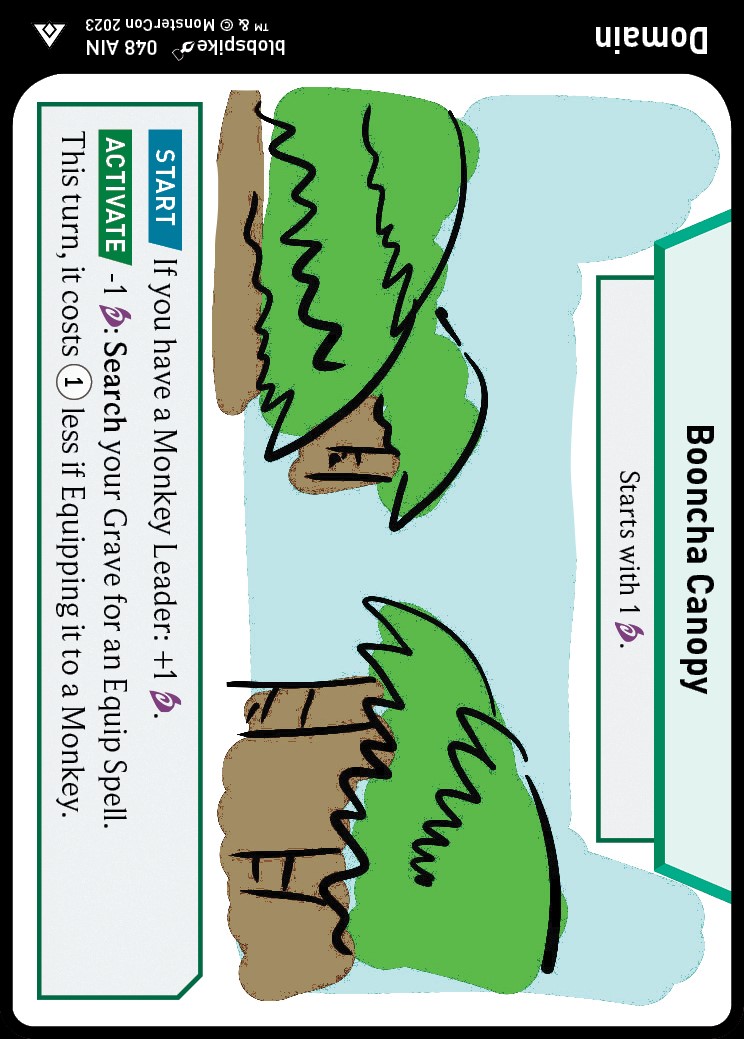 Booncha Canopy
Starts with 1 .
START If you have a Monkey Leader: +1 .
ACTIVATE -1 : Search your Grave for an Equip Spell.
This turn, it costs 1 less if Equipping it to a Monkey.
Domain
blobspike 048 AIN
™ & © MonsterCon 2023